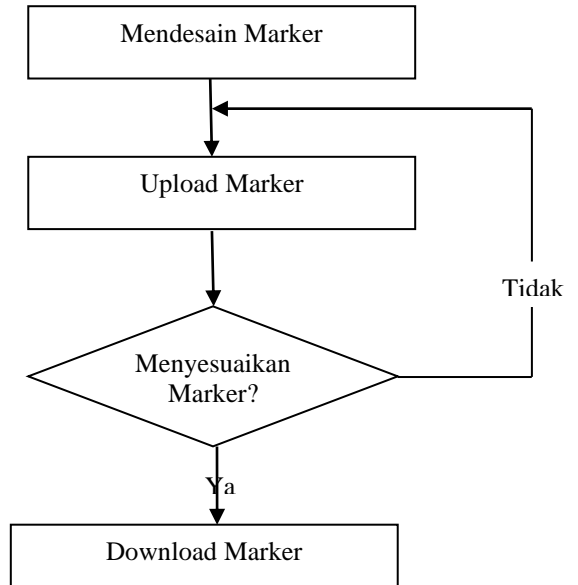 Mendesain Marker
Upload Marker
Tidak
Menyesuaikan
Marker?
Ya
Download Marker